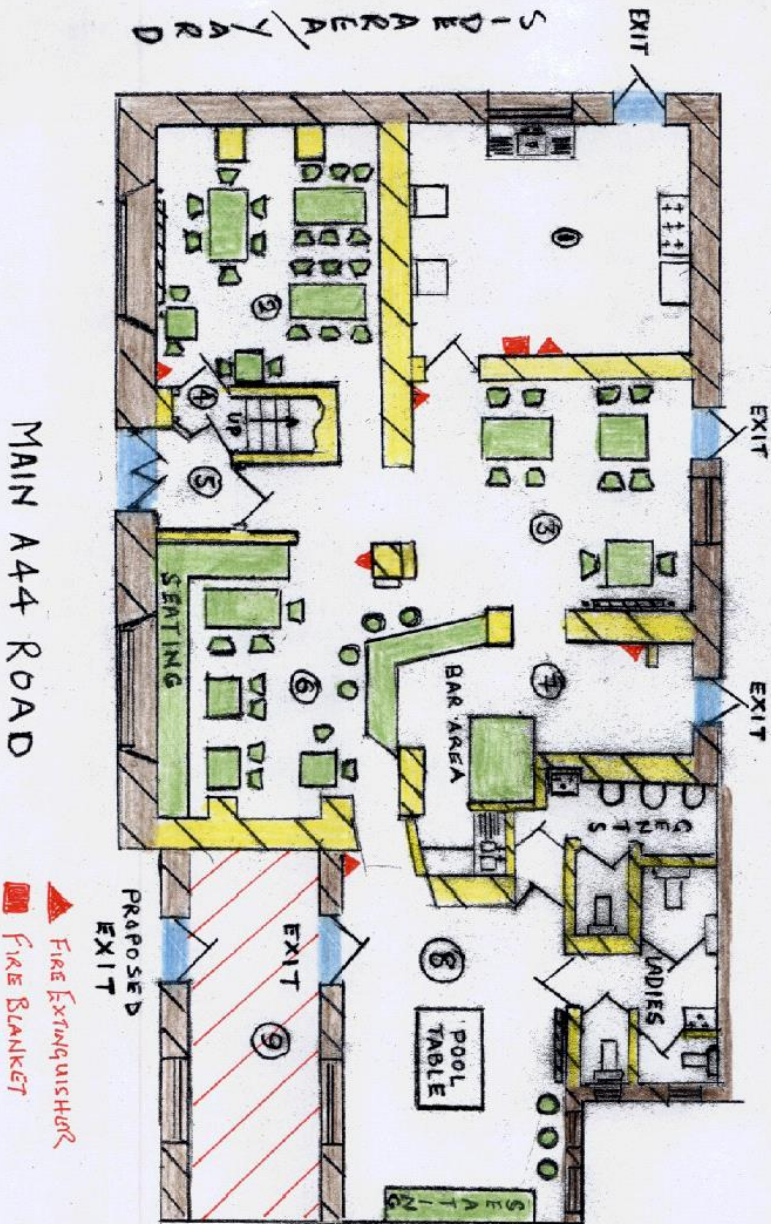 EXIT
EXIT
EXIT
SIDE AREA/YARD
GENTS
LADIES
1
3
7
BAR AREA
8
POOL
TABLE
SEATING
2
UP
4
5
6
SEATING
EXIT
9
PROPOSED
EXIT
MAIN A44 ROAD
FIRE EXTINGUISHER
FIRE BLANKET